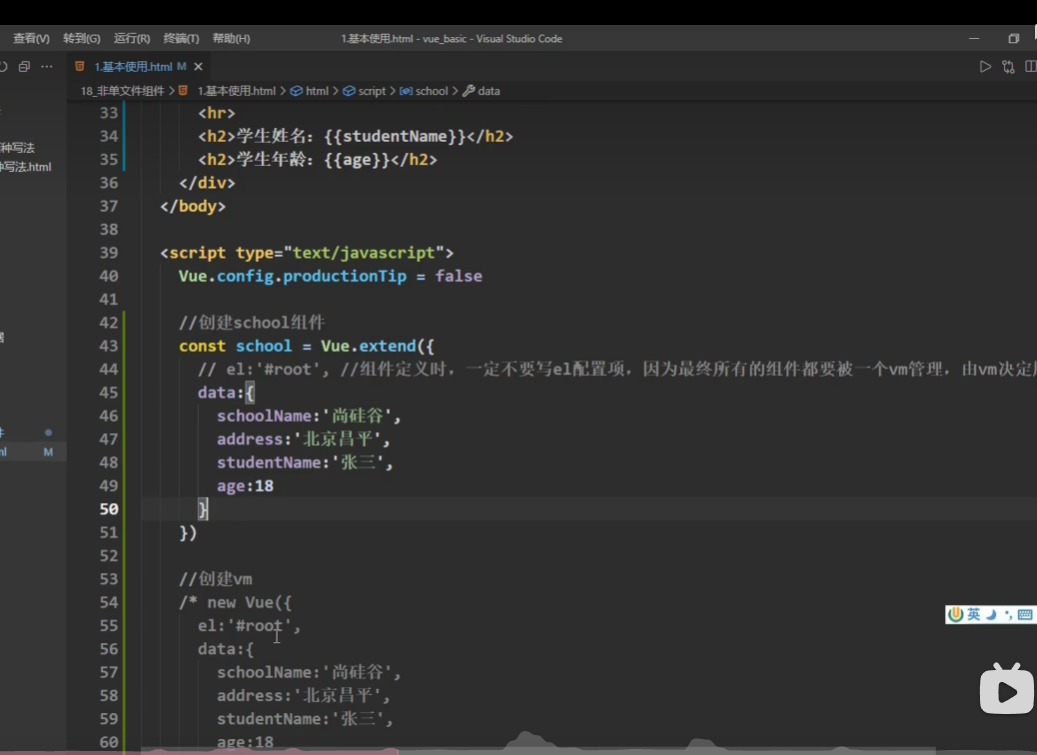 查看(V) 转到(G) 运行(R) 终端(T) 帮助(H) 1.基本使用.html - vue_basic - Visual Studio Code
1.基本使用.html M
18_非单文件组件 > 1.基本使用.html > html > script > school > data
种写法
写法.html
M
33 <hr>
34 <h2>学生姓名：{{studentName}}</h2>
35 <h2>学生年龄：{{age}}</h2>
36 </div>
37 </body>
38
39 <script type="text/javascript">
40 Vue.config.productionTip = false
41
42 //创建school组件
43 const school = Vue.extend({
44 // el:'#root', //组件定义时，一定不要写el配置项，因为最终所有的组件都要被一个vm管理，由vm决定
45 data:{
46 schoolName:'尚硅谷',
47 address:'北京昌平',
48 studentName:'张三',
49 age:18
50 }
51 })
52
53 //创建vm
54 /* new Vue({
55 el:'#root',
56 data:{
57 schoolName:'尚硅谷',
58 address:'北京昌平',
59 studentName:'张三',
60 age:18
英